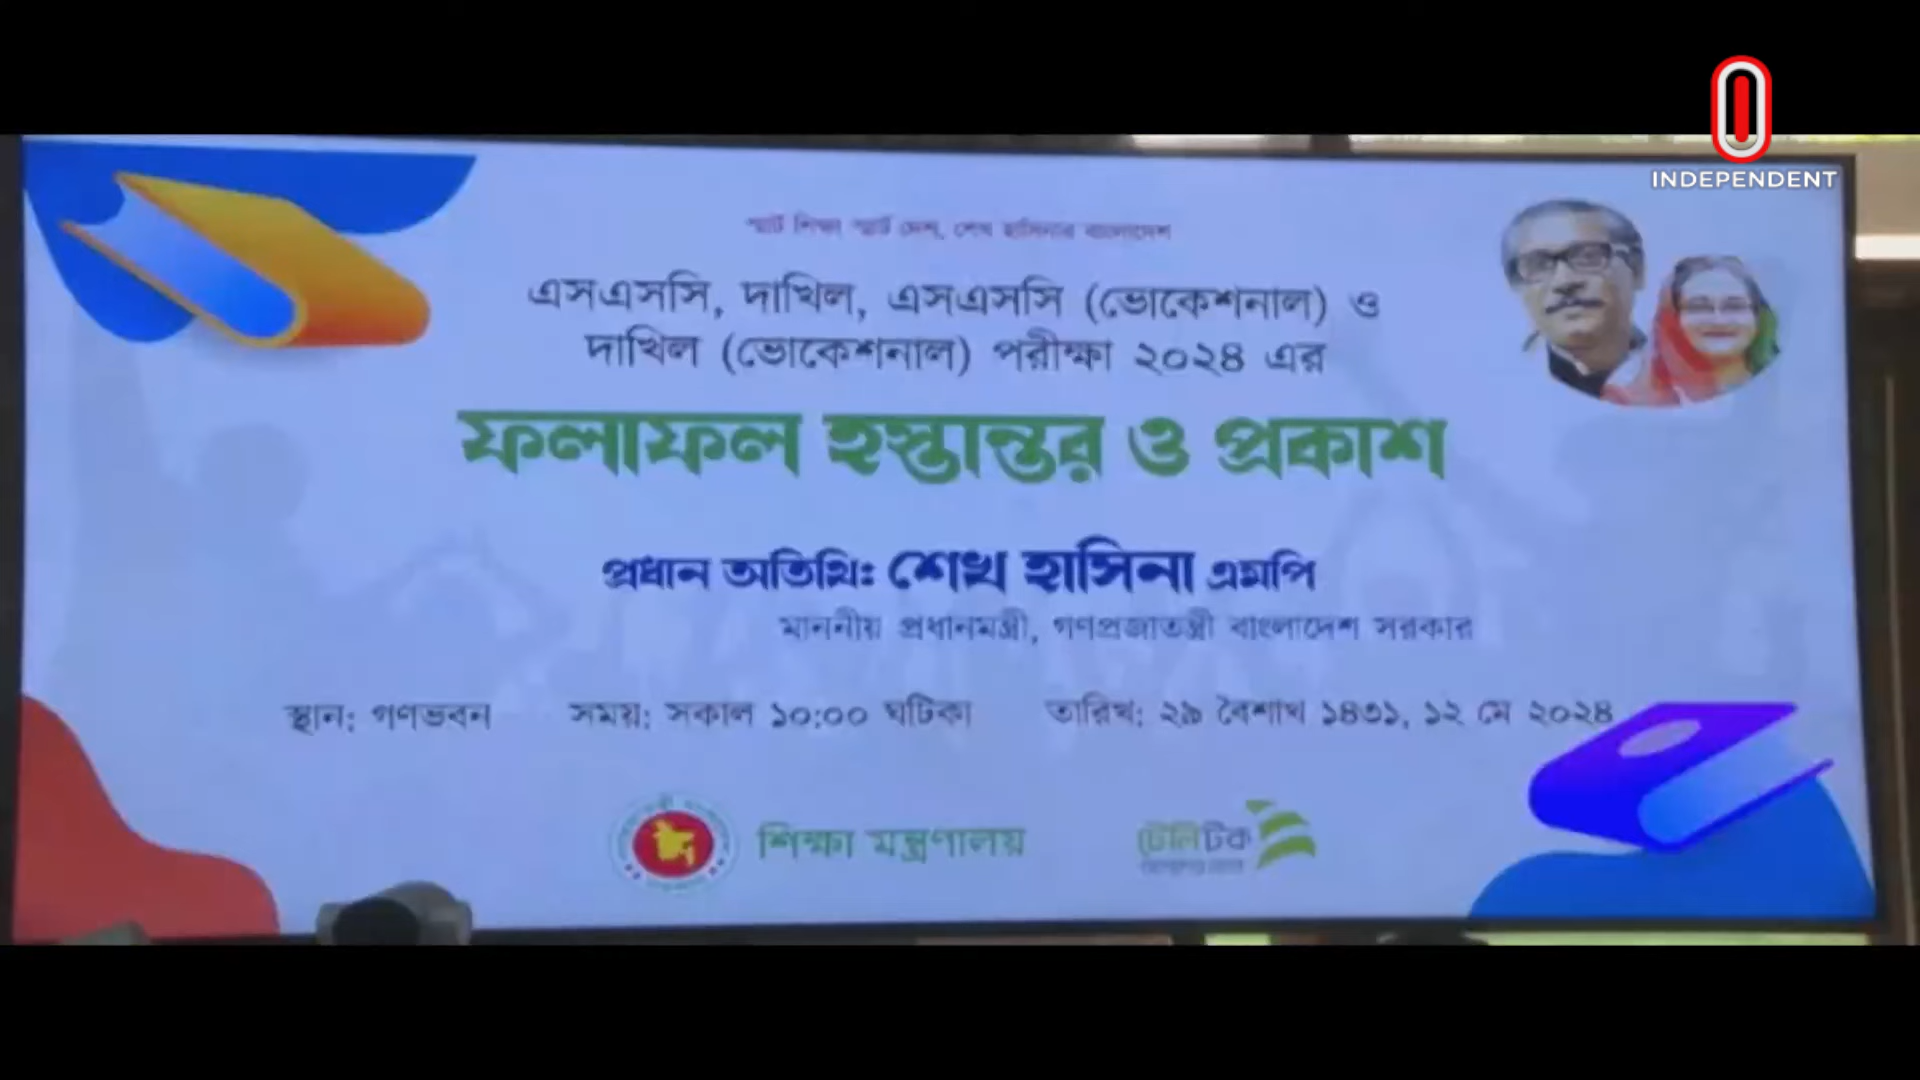 INDEPENDENT
স্মার্ট শিক্ষা স্মার্ট দেশ, শেখ হাসিনার বাংলাদেশ
এসএসসি, দাখিল, এসএসসি (ভোকেশনাল) ও
দাখিল (ভোকেশনাল) পরীক্ষা ২০২৪ এর
ফলাফল হস্তান্তর ও প্রকাশ
প্রধান অতিথিঃ শেখ হাসিনা এমপি
মাননীয় প্রধানমন্ত্রী, গণপ্রজাতন্ত্রী বাংলাদেশ সরকার
স্থান: গণভবন সময়: সকাল ১০:০০ ঘটিকা তারিখ: ২৯ বৈশাখ ১৪৩১, ১২ মে ২০২৪
শিক্ষা মন্ত্রণালয় টেলিটক